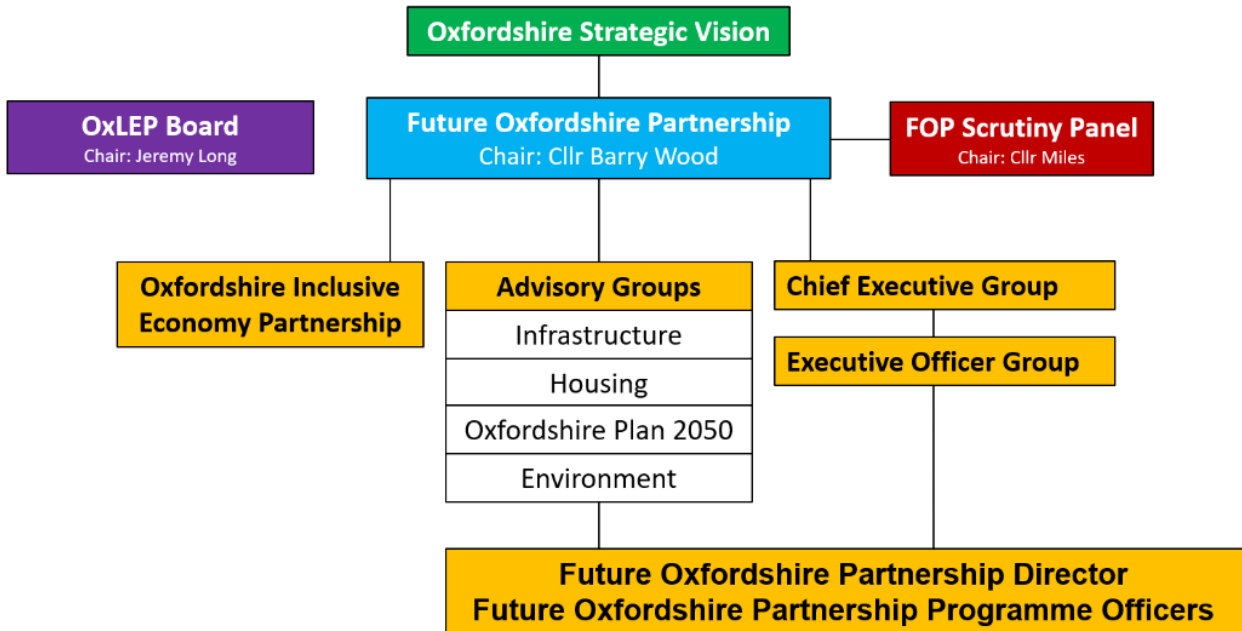 Oxfordshire Strategic Vision
OxLEP Board
Chair: Jeremy Long
Future Oxfordshire Partnership
Chair: Cllr Barry Wood
FOP Scrutiny Panel
Chair: Cllr Miles
Oxfordshire Inclusive
Economy Partnership
Advisory Groups
Infrastructure
Housing
Oxfordshire Plan 2050
Environment
Chief Executive Group
Executive Officer Group
Future Oxfordshire Partnership Director
Future Oxfordshire Partnership Programme Officers